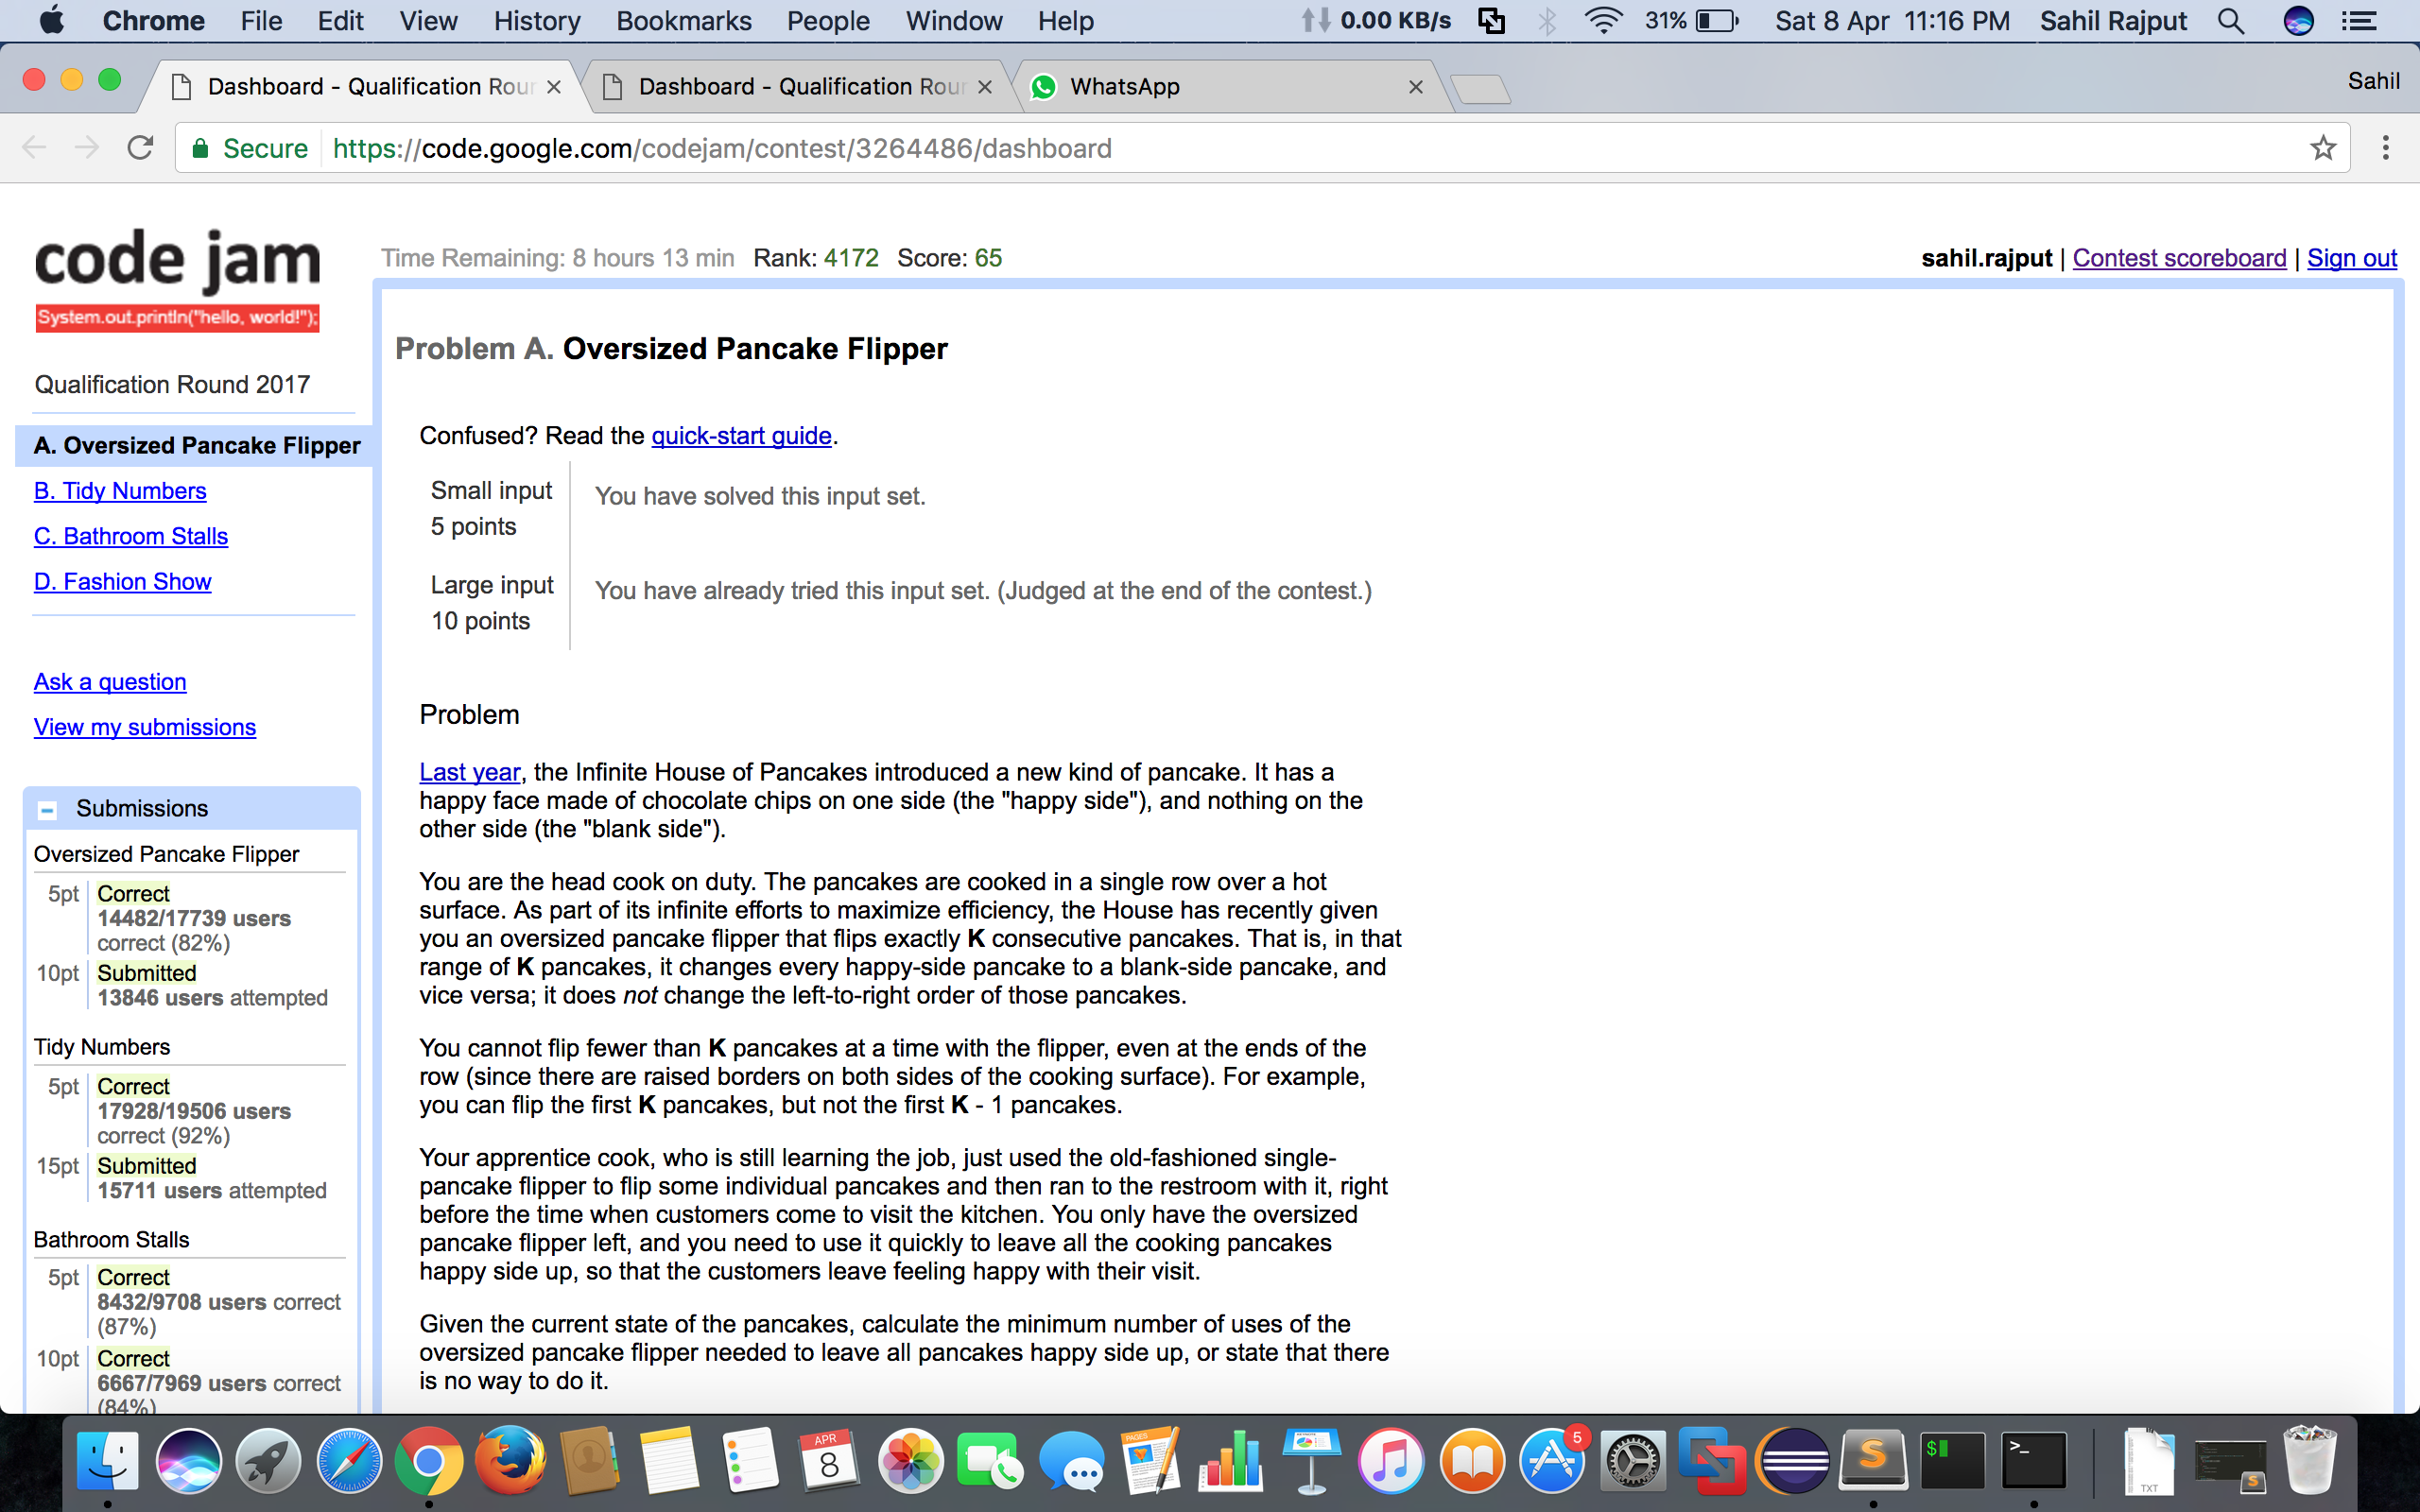 Chrome File Edit View History Bookmarks People Window Help 0.00 KB/s 31% Sat 8 Apr 11:16 PM Sahil Rajput
Dashboard - Qualification Rour Dashboard - Qualification Rour WhatsApp Sahil
Secure https://code.google.com/codejam/contest/3264486/dashboard
code jam
System.out.println("hello, world!");
Time Remaining: 8 hours 13 min Rank: 4172 Score: 65
sahil.rajput | Contest scoreboard | Sign out
Qualification Round 2017
A. Oversized Pancake Flipper
B. Tidy Numbers
C. Bathroom Stalls
D. Fashion Show
Ask a question
View my submissions
Submissions
Oversized Pancake Flipper
5pt Correct
14482/17739 users
correct (82%)
10pt Submitted
13846 users attempted
Tidy Numbers
5pt Correct
17928/19506 users
correct (92%)
15pt Submitted
15711 users attempted
Bathroom Stalls
5pt Correct
8432/9708 users correct
(87%)
10pt Correct
6667/7969 users correct
(84%)
Problem A. Oversized Pancake Flipper
Confused? Read the quick-start guide.
Small input
5 points
You have solved this input set.
Large input
10 points
You have already tried this input set. (Judged at the end of the contest.)
Problem
Last year, the Infinite House of Pancakes introduced a new kind of pancake. It has a
happy face made of chocolate chips on one side (the "happy side"), and nothing on the
other side (the "blank side").
You are the head cook on duty. The pancakes are cooked in a single row over a hot
surface. As part of its infinite efforts to maximize efficiency, the House has recently given
you an oversized pancake flipper that flips exactly K consecutive pancakes. That is, in that
range of K pancakes, it changes every happy-side pancake to a blank-side pancake, and
vice versa; it does not change the left-to-right order of those pancakes.
You cannot flip fewer than K pancakes at a time with the flipper, even at the ends of the
row (since there are raised borders on both sides of the cooking surface). For example,
you can flip the first K pancakes, but not the first K - 1 pancakes.
Your apprentice cook, who is still learning the job, just used the old-fashioned single-
pancake flipper to flip some individual pancakes and then ran to the restroom with it, right
before the time when customers come to visit the kitchen. You only have the oversized
pancake flipper left, and you need to use it quickly to leave all the cooking pancakes
happy side up, so that the customers leave feeling happy with their visit.
Given the current state of the pancakes, calculate the minimum number of uses of the
oversized pancake flipper needed to leave all pancakes happy side up, or state that there
is no way to do it.
APR
8
PAGES
5
S
$
>_
TXT
S